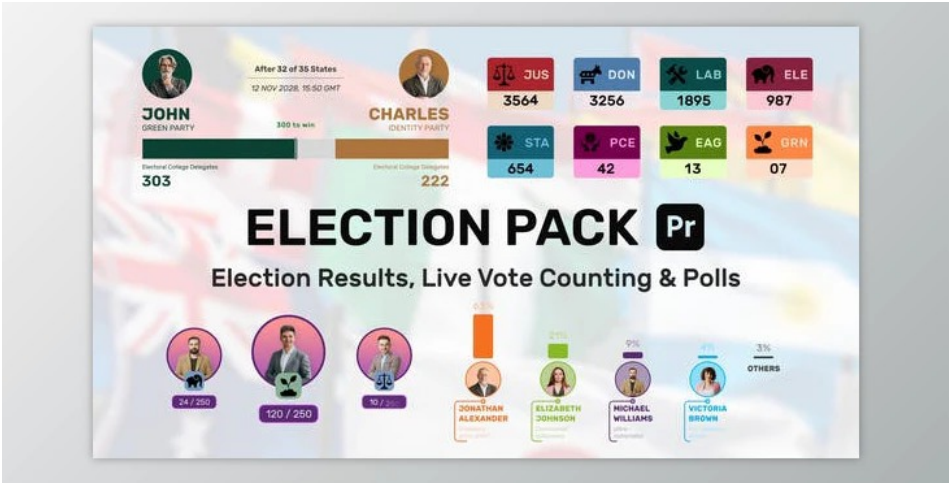 After 32 of 35 States
12 NOV 2028, 15:50 GMT
JOHN
GREEN PARTY
300 to win
CHARLES
IDENTITY PARTY
Electoral College Delegates
303
Electoral College Delegates
222
JUS
3564
DON
3256
LAB
1895
ELE
987
STA
654
PCE
42
EAG
13
GRN
07
ELECTION PACK Pr
Election Results, Live Vote Counting & Polls
24 / 250
120 / 250
10 /
63%
21%
9%
4%
3%
OTHERS
JONATHAN
ALEXANDER
ELIZABETH
JOHNSON
MICHAEL
WILLIAMS
VICTORIA
BROWN